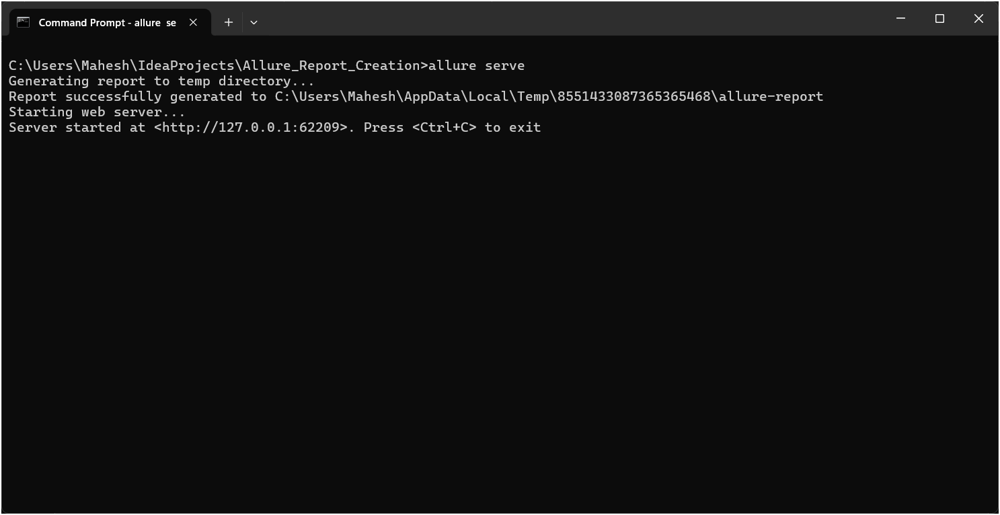 Command Prompt - allure  se
C:\Users\Mahesh\IdeaProjects\Allure_Report_Creation>allure serve
Generating report to temp directory...
Report successfully generated to C:\Users\Mahesh\AppData\Local\Temp\8551433087365365468\allure-report
Starting web server...
Server started at <http://127.0.0.1:62209>. Press <Ctrl+C> to exit